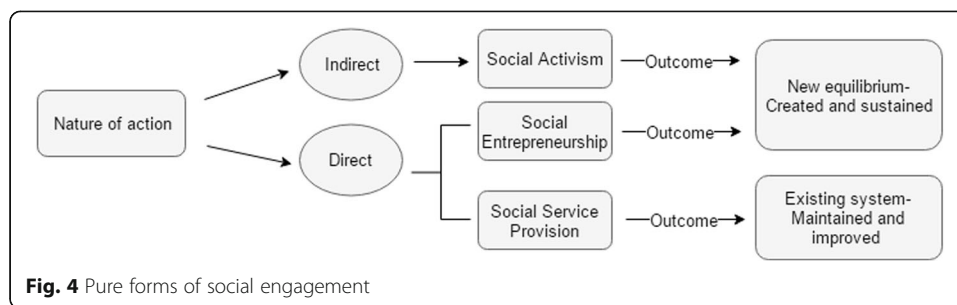 Indirect
Social Activism
Outcome
New equilibrium-
Created and sustained
Nature of action
Social
Entrepreneurship
Outcome
Direct
Social Service
Provision
Outcome
Existing system-
Maintained and
improved
Fig. 4 Pure forms of social engagement